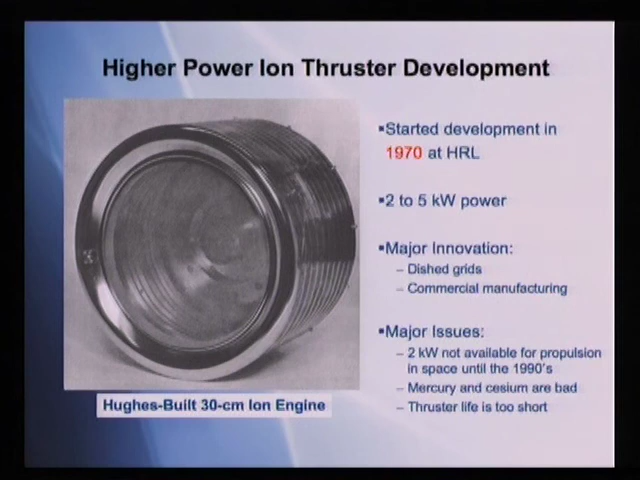 Higher Power Ion Thruster Development
▪Started development in
1970 at HRL
▪2 to 5 kW power
▪Major Innovation:
– Dished grids
– Commercial manufacturing
▪Major Issues:
– 2 kW not available for propulsion
in space until the 1990's
– Mercury and cesium are bad
– Thruster life is too short
Hughes-Built 30-cm Ion Engine